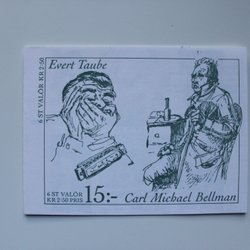 Evert Taube
6 ST VALÖR KR 2·50
6 ST VALÖR
KR 2·50 PRIS
15:-
Carl Michael Bellman